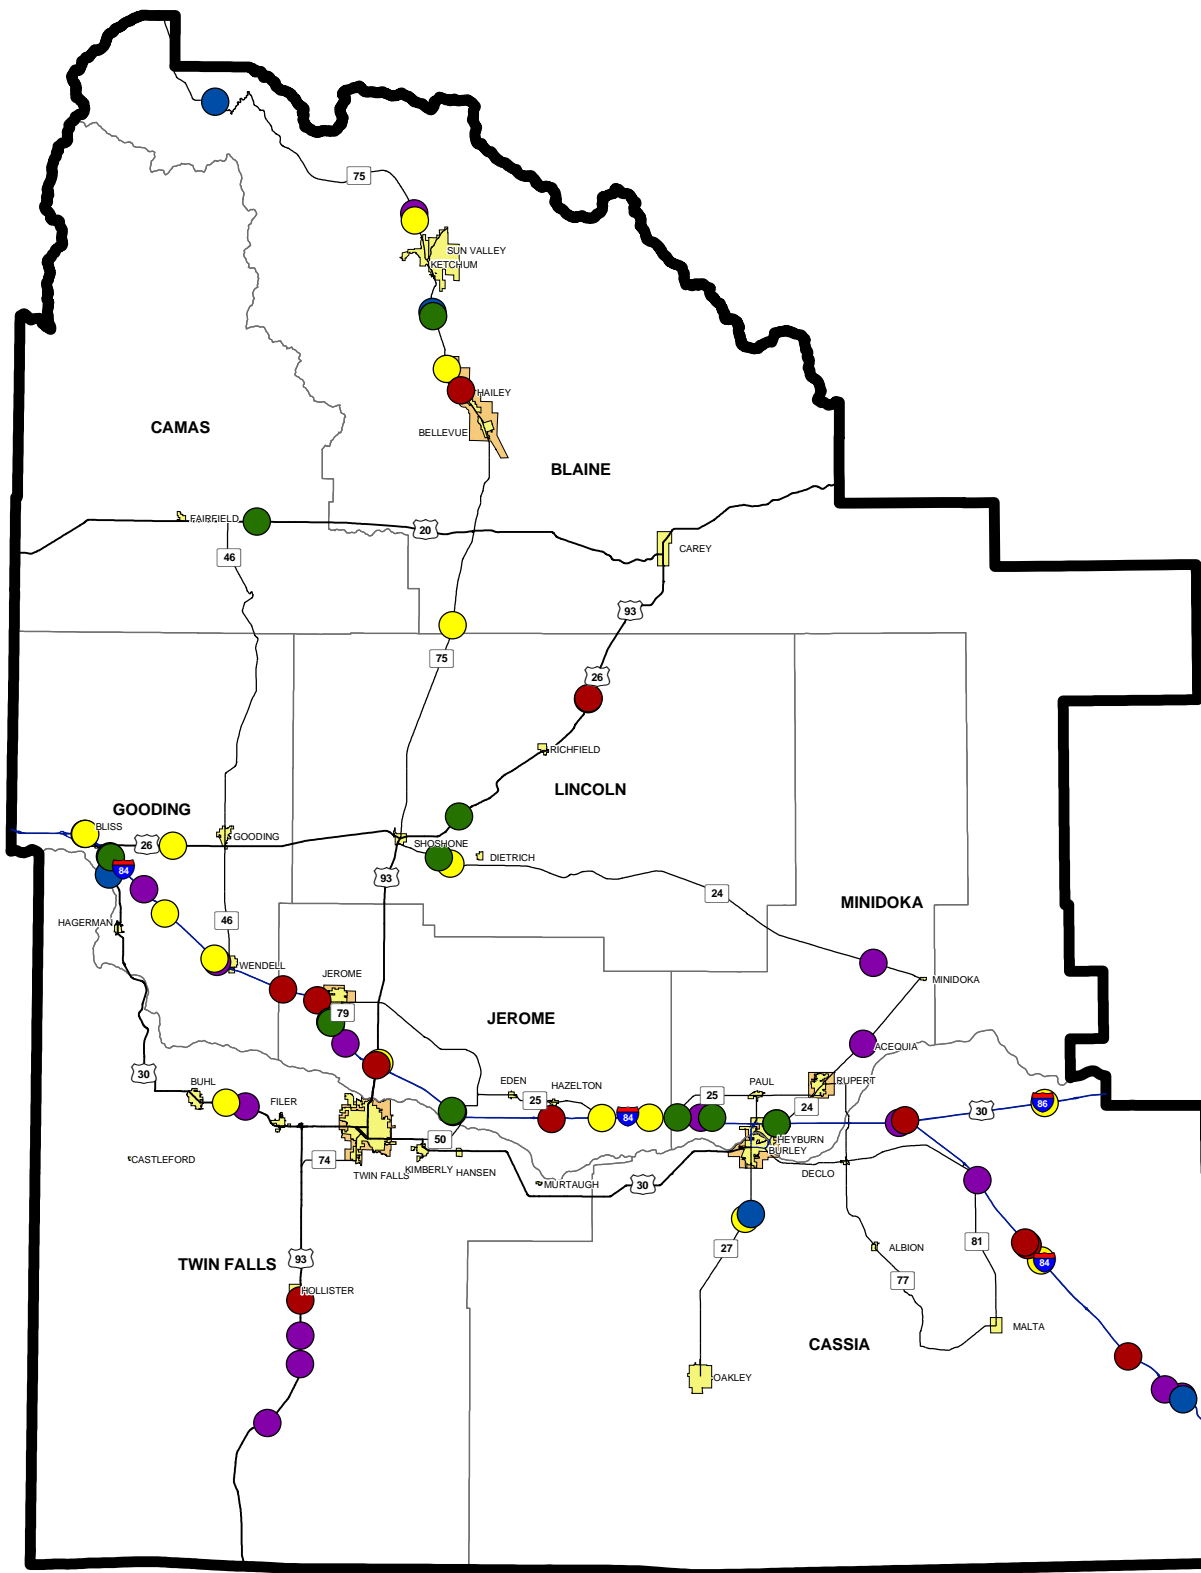 75
SUN VALLEY
KETCHUM
HAILEY
CAMAS
BELLEVUE
BLAINE
FAIRFIELD
20
46
CAREY
93
75
26
RICHFIELD
LINCOLN
GOODING
BLISS
26
GOODING
SHOSHONE
DIETRICH
84
93
24
MINIDOKA
HAGERMAN
46
WENDELL
JEROME
MINIDOKA
79
JEROME
ACEQUIA
30
BUHL
EDEN
HAZELTON
PAUL
RUPERT
25
25
86
FILER
24
30
84
50
HEYBURN
BURLEY
CASTLEFORD
74
TWIN FALLS
KIMBERLY
HANSEN
DECLO
MURTAUGH
30
TWIN FALLS
93
27
ALBION
81
84
77
HOLLISTER
MALTA
CASSIA
OAKLEY